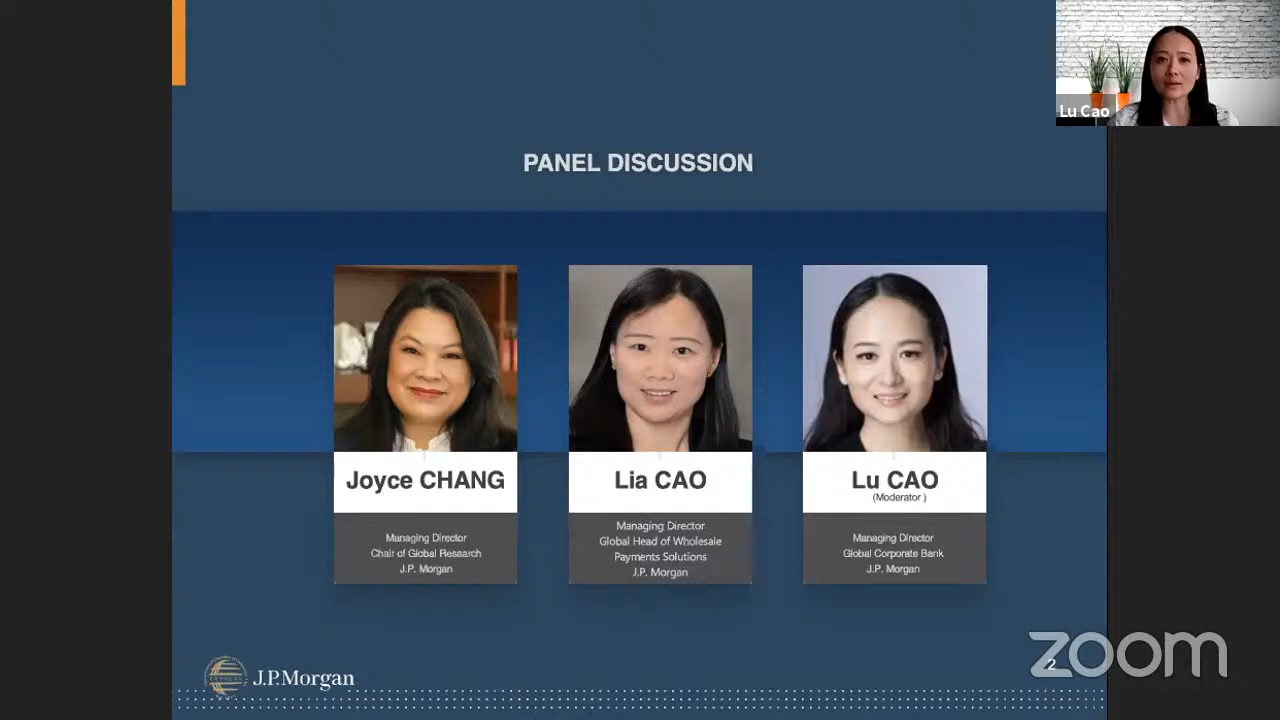 Lu Cao
PANEL DISCUSSION
Joyce CHANG
Managing Director
Chair of Global Research
J.P. Morgan
Lia CAO
Managing Director
Global Head of Wholesale
Payments Solutions
J.P. Morgan
Lu CAO
(Moderator )
Managing Director
Global Corporate Bank
J.P. Morgan
J.P.Morgan
2
zoom